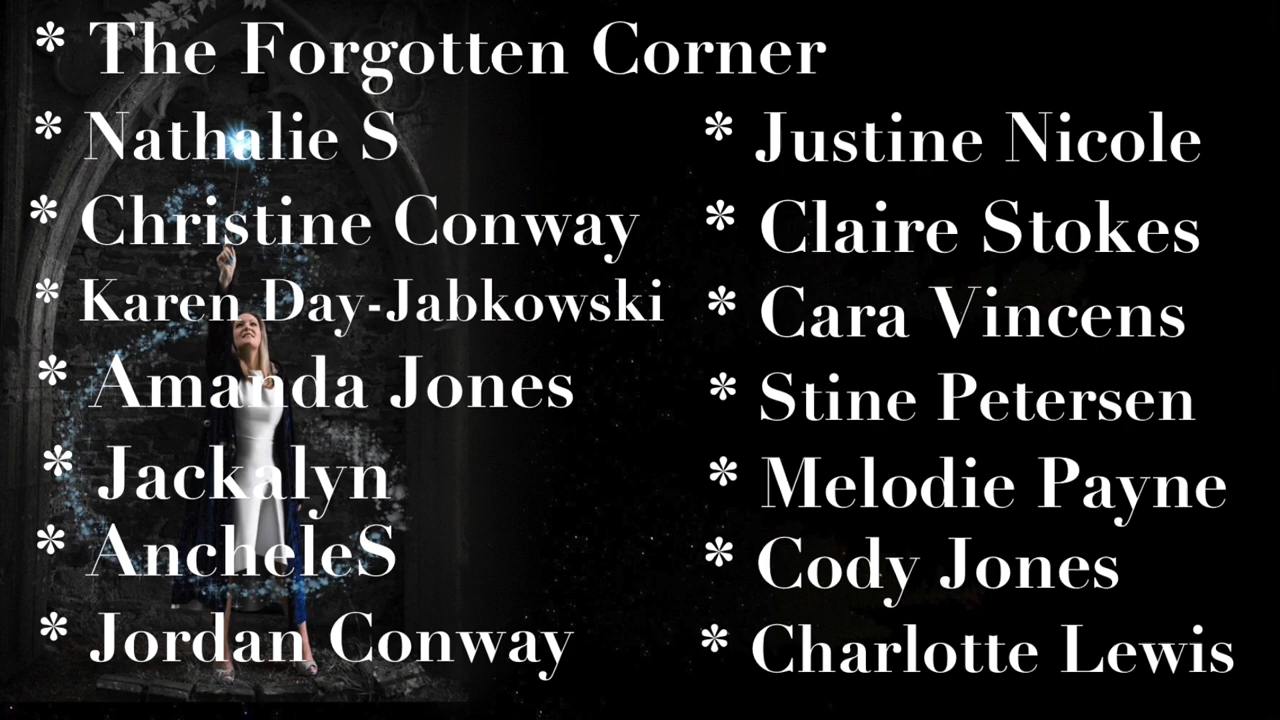 * The Forgotten Corner
* Nathalie S
* Christine Conway
* Karen Day-Jabkowski
* Amanda Jones
* Jackalyn
* AncheleS
* Jordan Conway
* Justine Nicole
* Claire Stokes
* Cara Vincens
* Stine Petersen
* Melodie Payne
* Cody Jones
* Charlotte Lewis